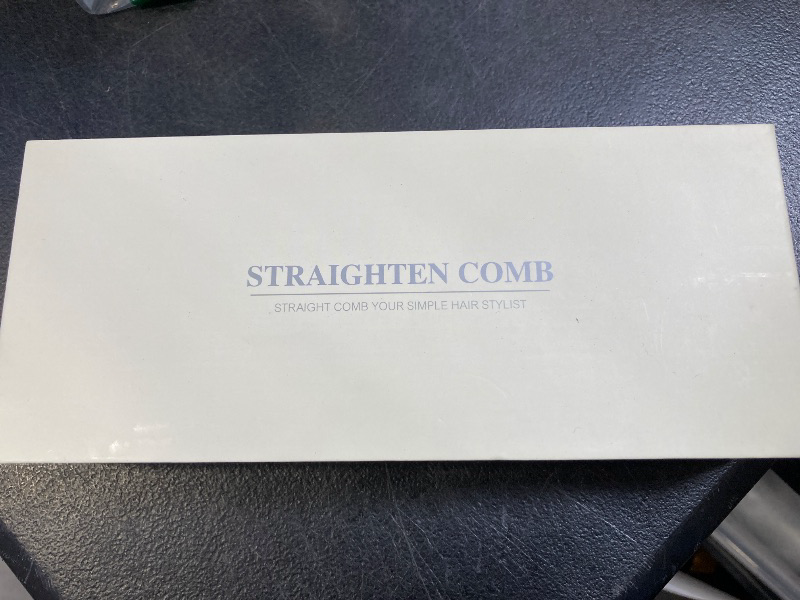 STRAIGHTEN COMB
STRAIGHT COMB YOUR SIMPLE HAIR STYLIST